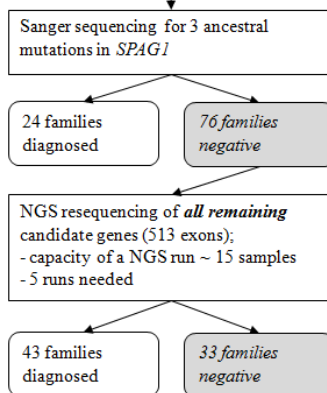 Sanger sequencing for 3 ancestral
mutations in SPAG1
24 families
diagnosed
76 families
negative
NGS resequencing of all remaining
candidate genes (513 exons);
- capacity of a NGS run ~ 15 samples
- 5 runs needed
43 families
diagnosed
33 families
negative